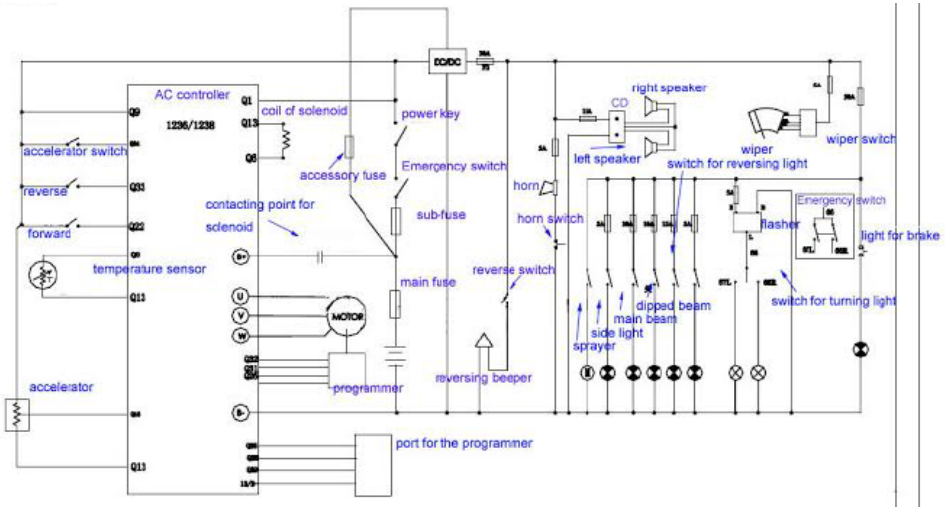 AC controller
1236/1238
Q1
coil of solenoid
Q13
Q6
Q9
accelerator switch
reverse
Q33
forward
Q22
temperature sensor
Q13
accelerator
Q13
B+
U
V
W
B-
MOTOR
programmer
port for the programmer
contacting point for
solenoid
accessory fuse
DC/DC
power key
Emergency switch
sub-fuse
main fuse
reverse switch
reversing beeper
horn
horn switch
5A
CD
right speaker
left speaker
switch for reversing light
wiper
wiper switch
5A
flasher
Emergency switch
light for brake
switch for turning light
dipped beam
main beam
side light
sprayer